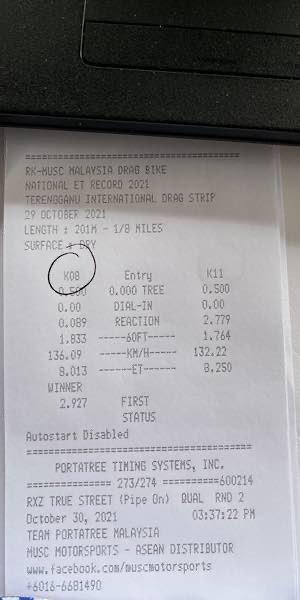 =====================================
RK-MUSC MALAYSIA DRAG BIKE
NATIONAL ET RECORD 2021
TERENGGANU INTERNATIONAL DRAG STRIP
29 OCTOBER 2021
LENGTH : 201M - 1/8 MILES
SURFACE : DRY
K08 Entry K11
0.500 0.000 TREE 0.500
0.00 DIAL-IN 0.00
0.089 REACTION 2.779
1.833 -----60FT----- 1.764
136.09 -----KM/H----- 132.22
8.013 ------ET------ 8.250
WINNER
2.927 FIRST
STATUS
Autostart Disabled
=====================================
PORTATREE TIMING SYSTEMS, INC.
=============== 273/274 ==========600214
RXZ TRUE STREET (Pipe On) QUAL RND 2
October 30, 2021 03:37:22 PM
TEAM PORTATREE MALAYSIA
MUSC MOTORSPORTS - ASEAN DISTRIBUTOR
www.facebook.com/muscmotorsports
+6016-6681490